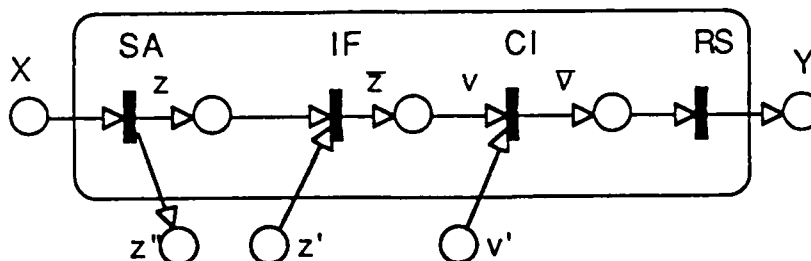 SA IF CI RS
X z z̅ v v̅ Y
z" z' v'